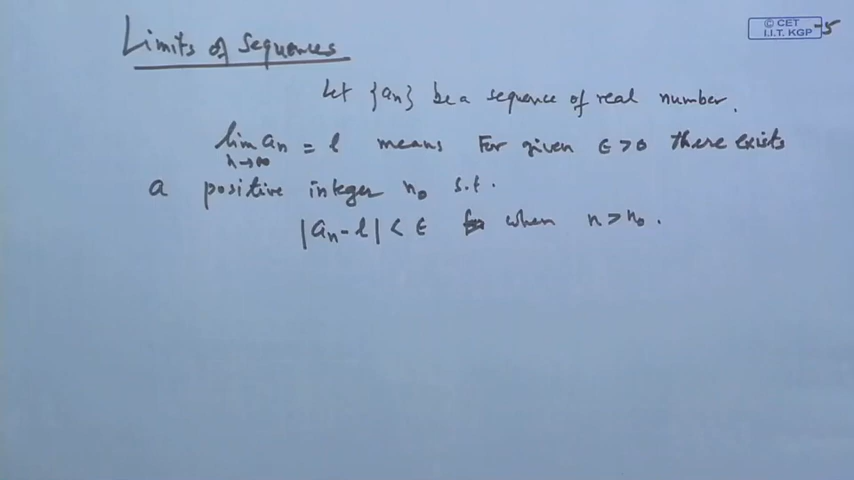 Limits of Sequences
© CET
I.I.T. KGP
-5
Let {an} be a sequence of real number.
lim an = l means For given ε > 0 there exists
n→∞
a positive integer n₀ s.t.
|an - l| < ε when n > n₀.